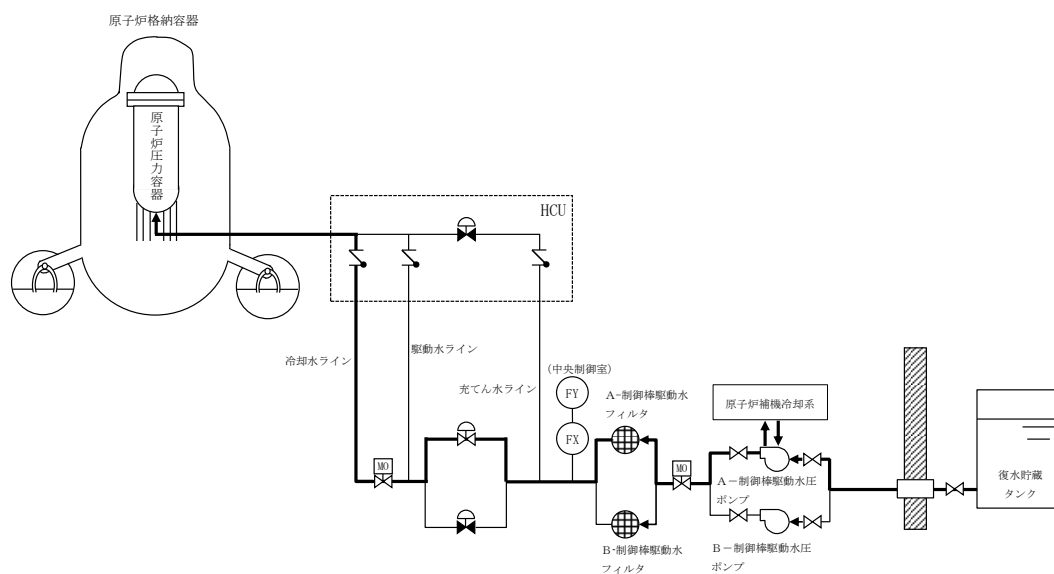 原子炉格納容器
原子炉圧力容器
HCU
冷却水ライン
駆動水ライン
充てん水ライン
(中央制御室)
FY
FX
A-制御棒駆動水
フィルタ
B-制御棒駆動水
フィルタ
MO
MO
原子炉補機冷却系
A－制御棒駆動水圧
ポンプ
B－制御棒駆動水圧
ポンプ
復水貯蔵
タンク